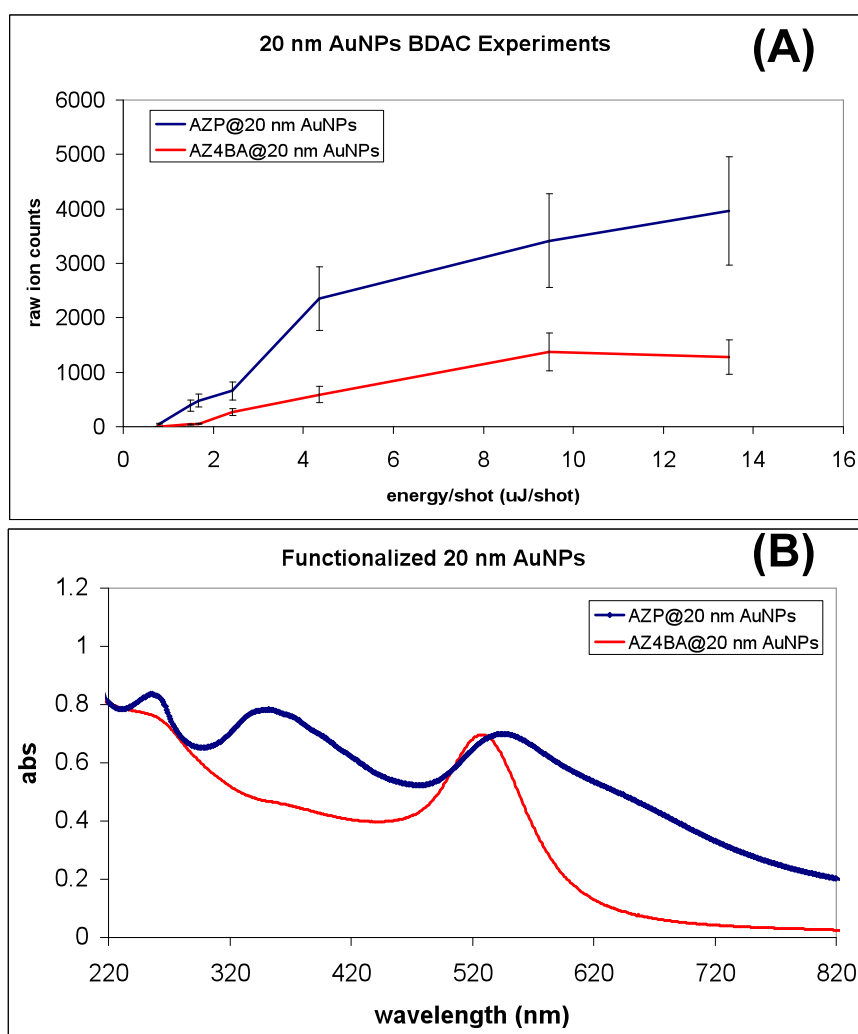 20 nm AuNPs BDAC Experiments
(A)
6000
5000
4000
3000
2000
1000
0
raw ion counts
AZP@20 nm AuNPs
AZ4BA@20 nm AuNPs
0 2 4 6 8 10 12 14 16
energy/shot (uJ/shot)
Functionalized 20 nm AuNPs
(B)
1.2
1
0.8
0.6
0.4
0.2
0
abs
AZP@20 nm AuNPs
AZ4BA@20 nm AuNPs
220 320 420 520 620 720 820
wavelength (nm)